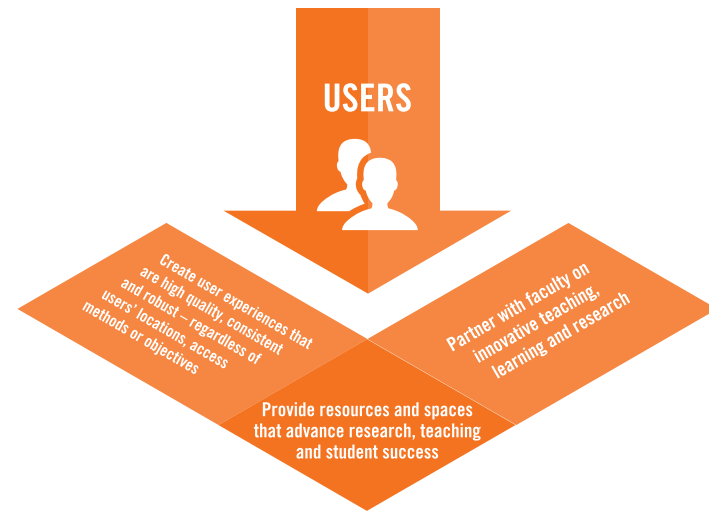 USERS
Create user experiences that
are high quality, consistent
and robust – regardless of
users' locations, access
methods or objectives
Partner with faculty on
innovative teaching,
learning and research
Provide resources and spaces
that advance research, teaching
and student success